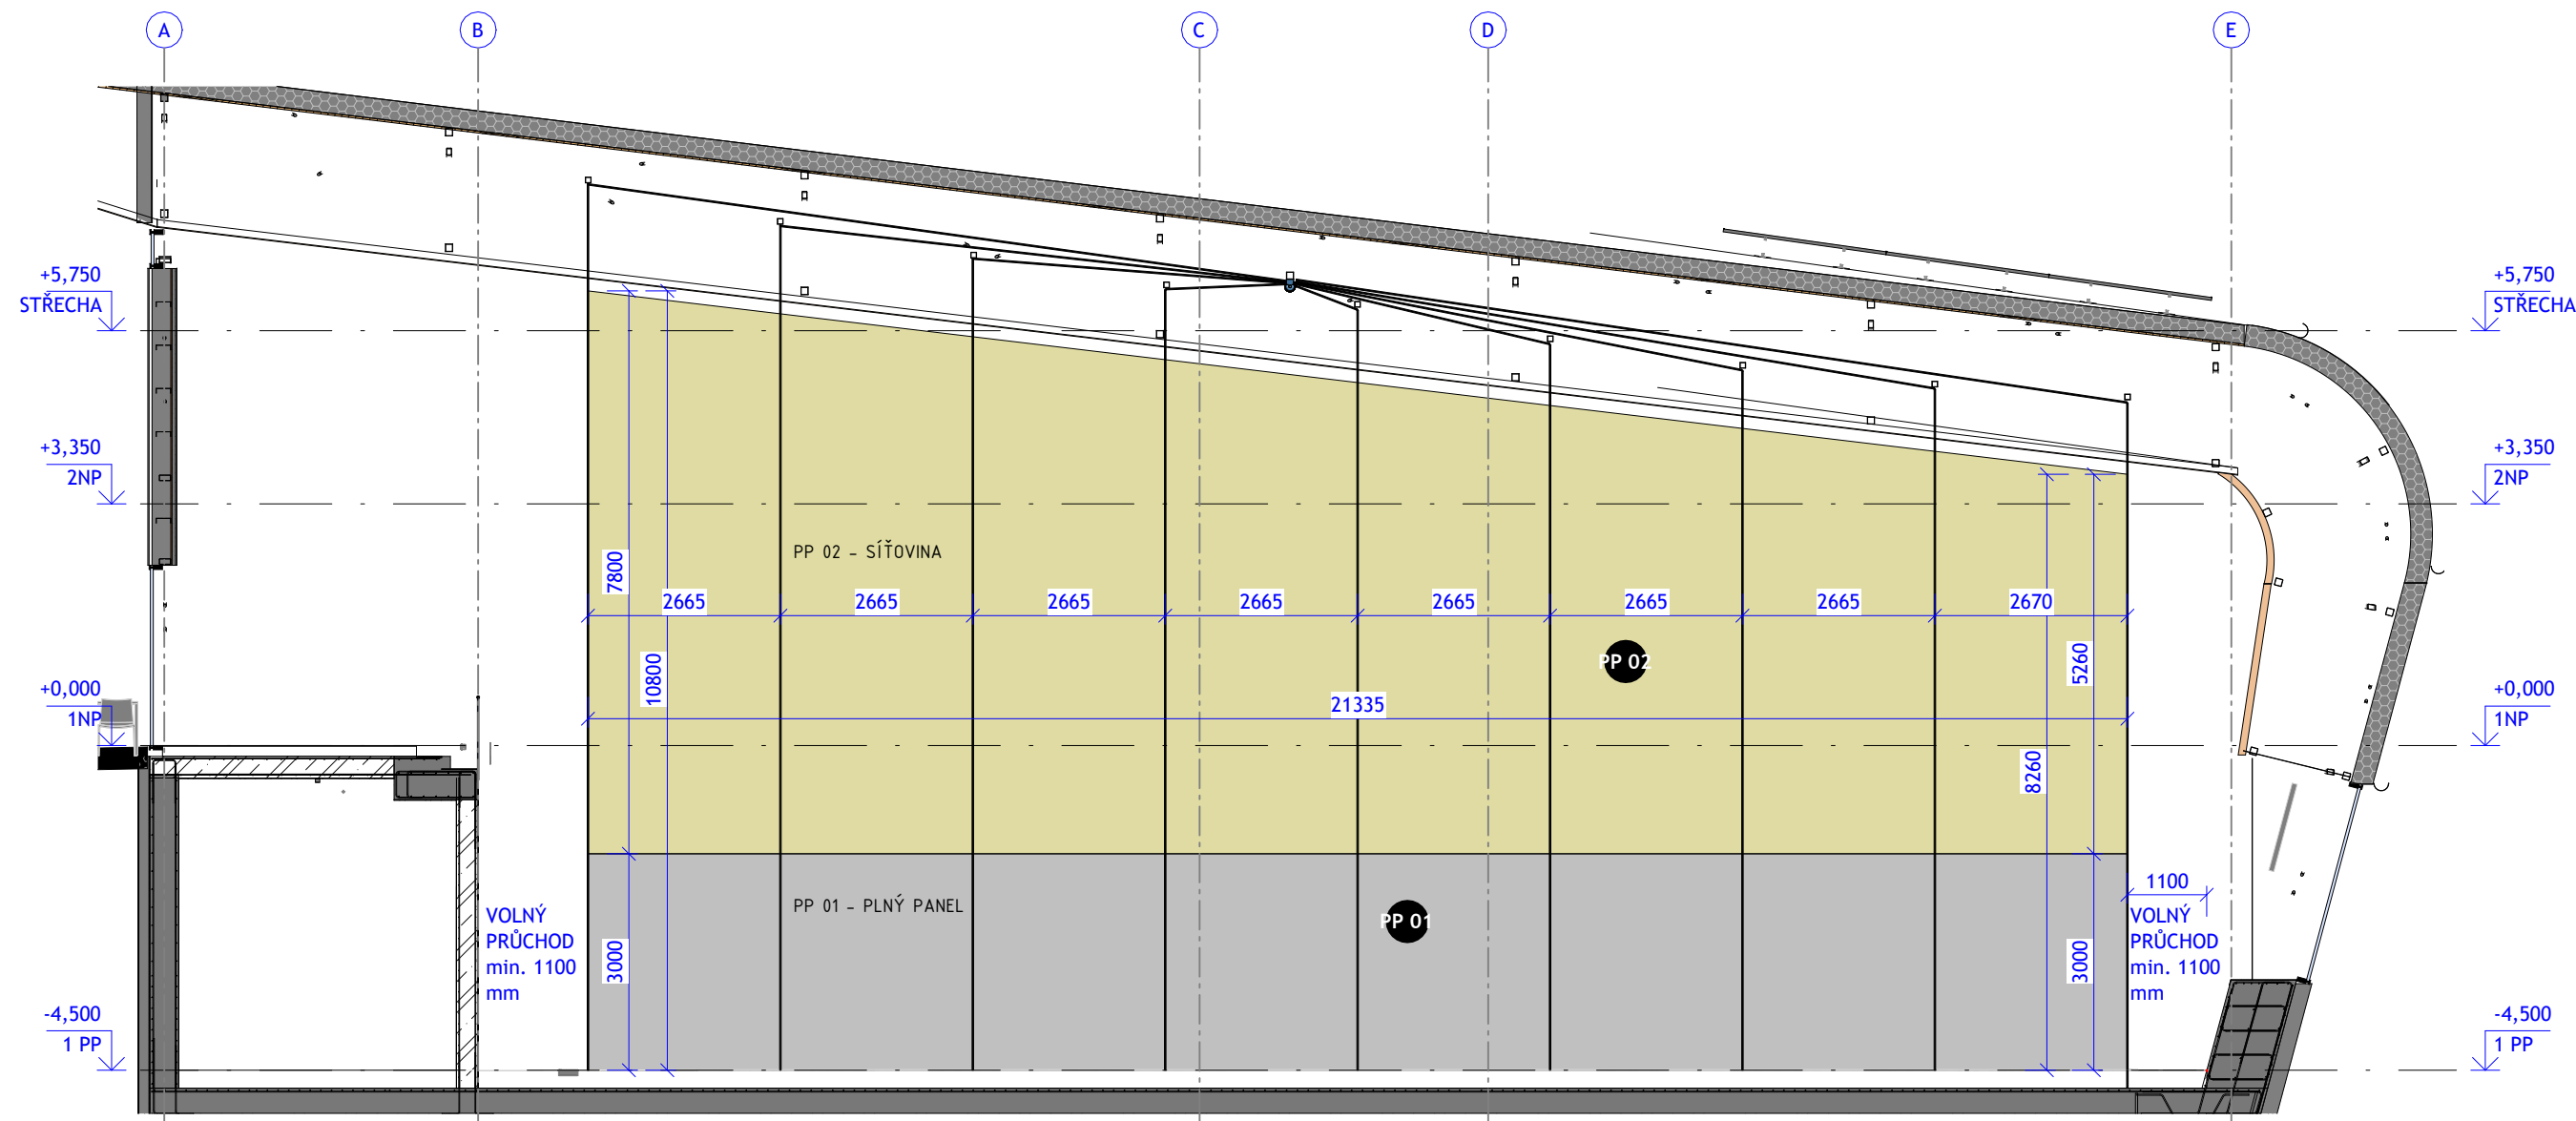 A
B
C
D
E
+5,750
STŘECHA
+5,750
STŘECHA
+3,350
2NP
+3,350
2NP
PP 02 - SÍŤOVINA
7800
2665
2665
2665
2665
2665
2665
2665
2670
10800
PP 02
5260
+0,000
1NP
21335
+0,000
1NP
8260
1100
PP 01 - PLNÝ PANEL
PP 01
VOLNÝ
PRŮCHOD
min. 1100
mm
3000
3000
VOLNÝ
PRŮCHOD
min. 1100
mm
-4,500
1 PP
-4,500
1 PP